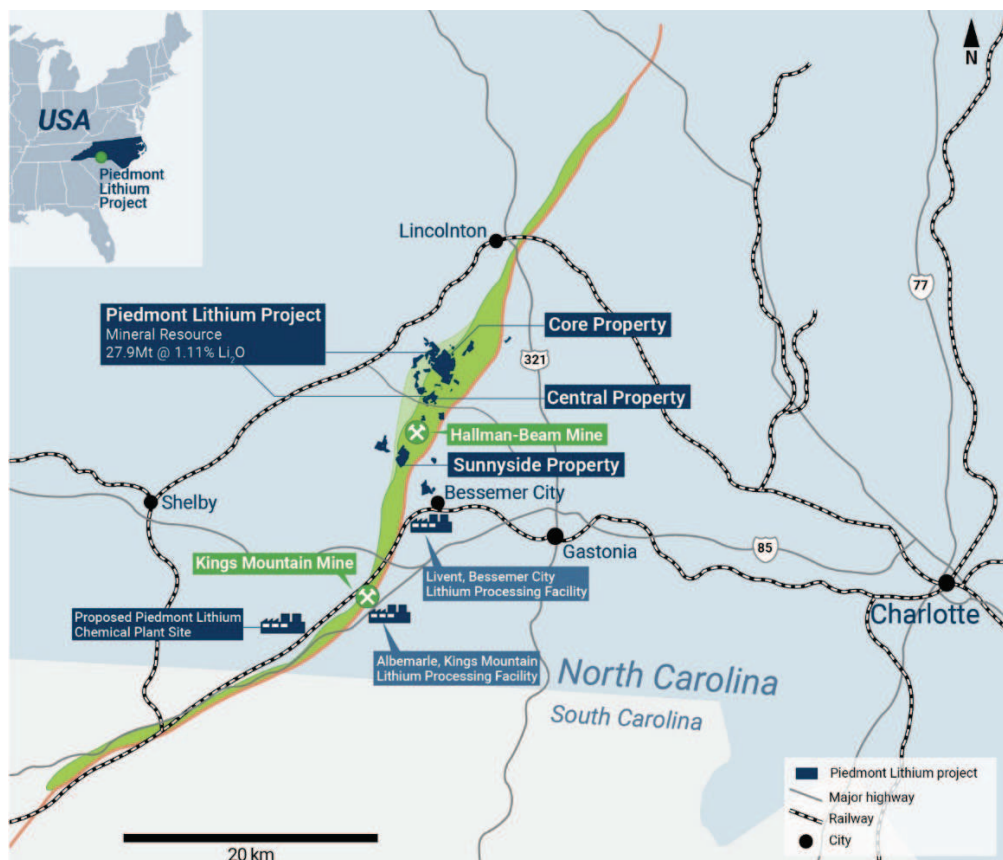 USA
Piedmont
Lithium
Project
N
Lincolnton
77
Piedmont Lithium Project
Mineral Resource
27.9Mt @ 1.11% Li₂O
Core Property
321
Central Property
Hallman-Beam Mine
Sunnyside Property
Shelby
Bessemer City
Gastonia
85
Kings Mountain Mine
Livent, Bessemer City
Lithium Processing Facility
Charlotte
Proposed Piedmont Lithium
Chemical Plant Site
Albemarle, Kings Mountain
Lithium Processing Facility
North Carolina
South Carolina
Piedmont Lithium project
Major highway
Railway
City
20 km